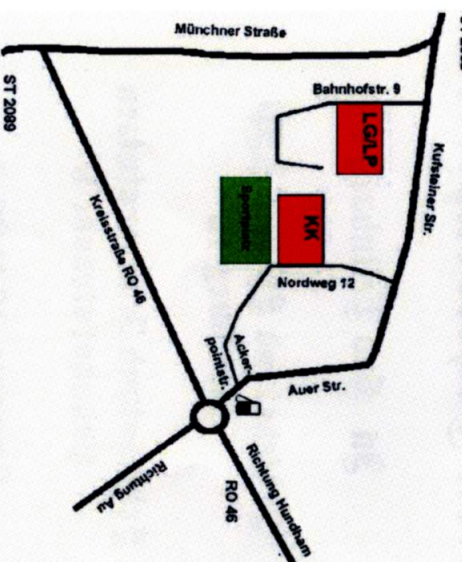 Münchner Straße
ST 2089
Bahnhofstr. 9
LG/LP
Kufsteiner Str.
Sportplatz
KK
Kreisstraße RO 46
Nordweg 12
Acker-
pointstr.
Auer Str.
Richtung Au
RO 46
Richtung Hundham